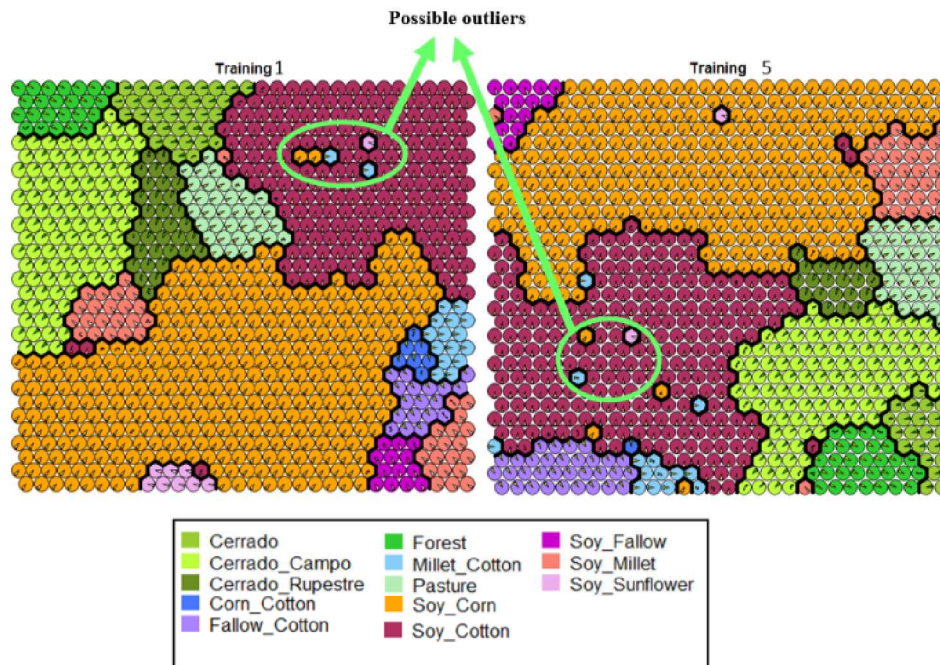 Possible outliers
Training 1
Training 5
Cerrado
Cerrado_Campo
Cerrado_Rupestre
Corn_Cotton
Fallow_Cotton
Forest
Millet_Cotton
Pasture
Soy_Corn
Soy_Cotton
Soy_Fallow
Soy_Millet
Soy_Sunflower